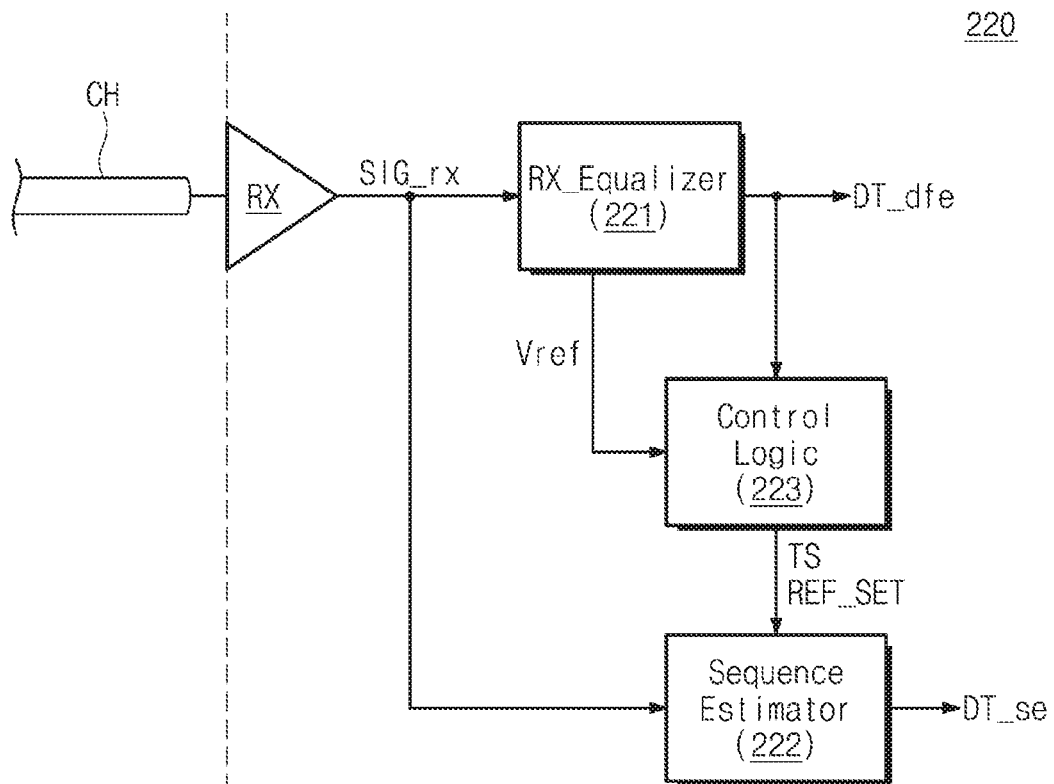 220
CH
RX
SIG_rx
RX_Equalizer
(221)
DT_dfe
Vref
Control
Logic
(223)
TS
REF_SET
Sequence
Estimator
(222)
DT_se